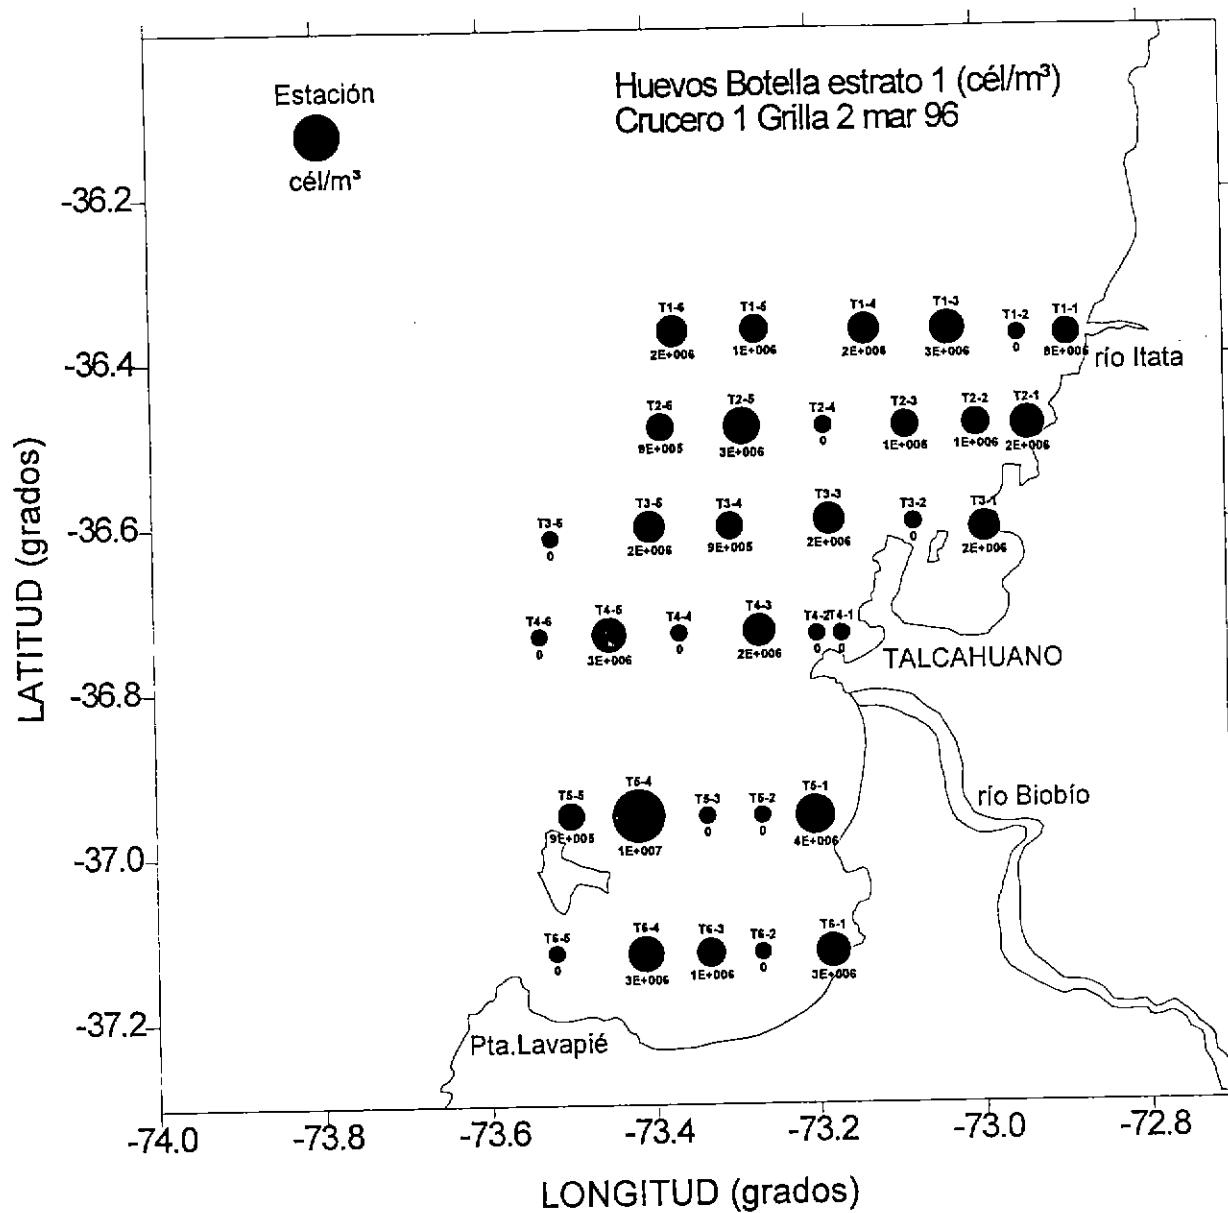 Huevos Botella estrato 1 (cél/m³)
Crucero 1 Grilla 2 mar 96
Estación
cél/m³
-36.2
-36.4
-36.6
-36.8
-37.0
-37.2
LATITUD (grados)
T1-6 T1-5 T1-4 T1-3 T1-2 T1-1
2E+006 1E+006 2E+006 3E+006 0 8E+005
río Itata
T2-6 T2-5 T2-4 T2-3 T2-2 T2-1
9E+005 3E+006 0 1E+006 1E+006 2E+006
T3-5 T3-4 T3-3 T3-2 T3-1
0 2E+006 9E+005 2E+006 0 2E+006
T4-6 T4-5 T4-4 T4-3 T4-2 T4-1
0 3E+006 0 2E+006 0 0
TALCAHUANO
T5-5 T5-4 T5-3 T5-2 T5-1
9E+005 1E+007 0 0 4E+006
río Biobío
T6-5 T6-4 T6-3 T6-2 T6-1
0 3E+006 1E+006 0 3E+006
Pta.Lavapié
-74.0 -73.6 -73.4 -73.2 -73.0 -72.8
LONGITUD (grados)